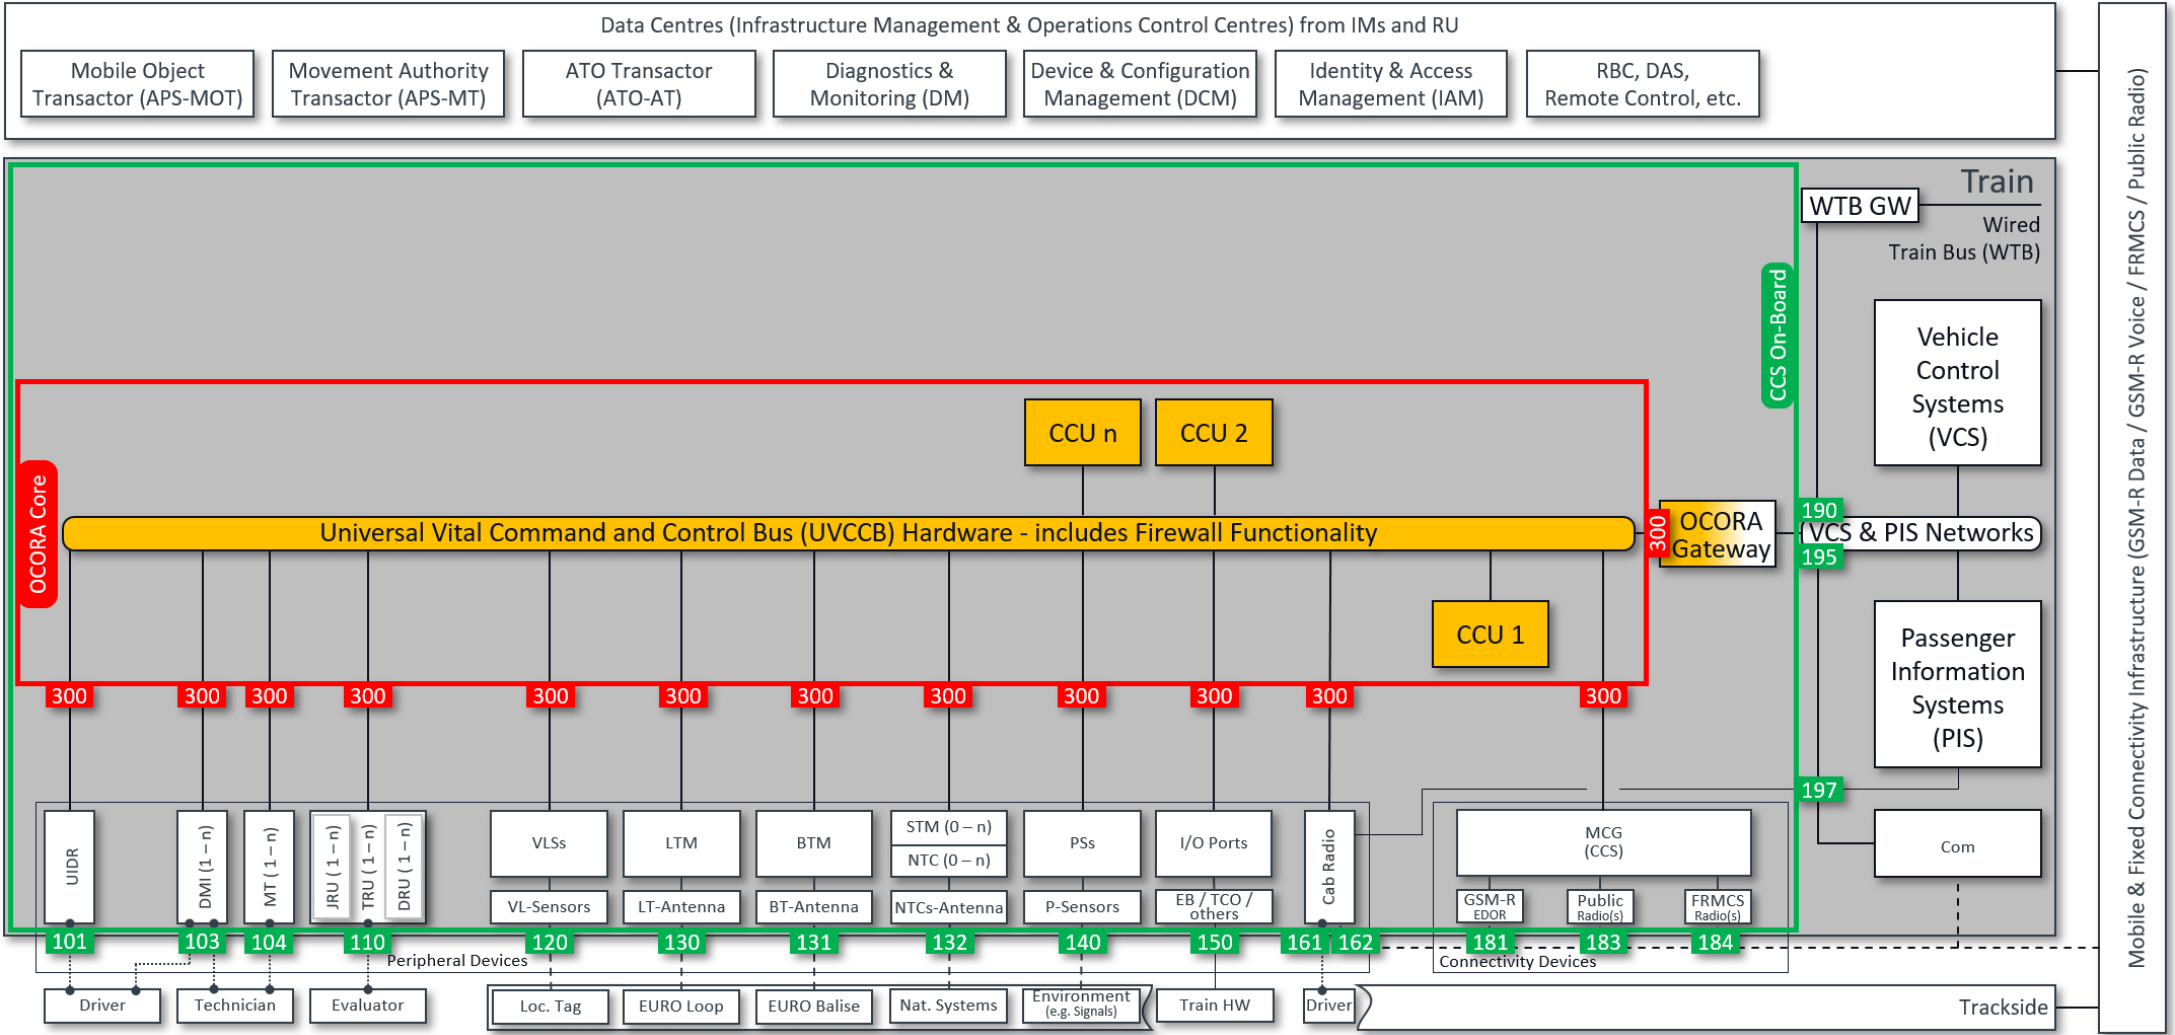 Data Centres (Infrastructure Management & Operations Control Centres) from IMs and RU
Mobile Object
Transactor (APS-MOT)
Movement Authority
Transactor (APS-MT)
ATO Transactor
(ATO-AT)
Diagnostics &
Monitoring (DM)
Device & Configuration
Management (DCM)
Identity & Access
Management (IAM)
RBC, DAS,
Remote Control, etc.
Mobile & Fixed Connectivity Infrastructure (GSM-R Data / GSM-R Voice / FRMCS / Public Radio)
Train
WTB GW
Wired
Train Bus (WTB)
CCS On-Board
Vehicle
Control
Systems
(VCS)
OCORA Core
CCU n
CCU 2
Universal Vital Command and Control Bus (UVCCB) Hardware - includes Firewall Functionality
300
OCORA
Gateway
190
VCS & PIS Networks
195
CCU 1
Passenger
Information
Systems
(PIS)
300
300
300
300
300
300
300
300
300
300
300
300
197
UIDR
DMI (1 – n)
MT ( 1 – n)
JRU ( 1 – n)
TRU ( 1 – n)
DRU ( 1 – n)
VLSs
VL-Sensors
LTM
LT-Antenna
BTM
BT-Antenna
STM (0 – n)
NTC (0 – n)
NTCs-Antenna
PSs
P-Sensors
I/O Ports
EB / TCO /
others
Cab Radio
MCG
(CCS)
GSM-R
EDOR
Public
Radio(s)
FRMCS
Radio(s)
Com
101
103
104
110
120
130
131
132
140
150
161
162
181
183
184
Peripheral Devices
Connectivity Devices
Driver
Technician
Evaluator
Loc. Tag
EURO Loop
EURO Balise
Nat. Systems
Environment
(e.g. Signals)
Train HW
Driver
Trackside